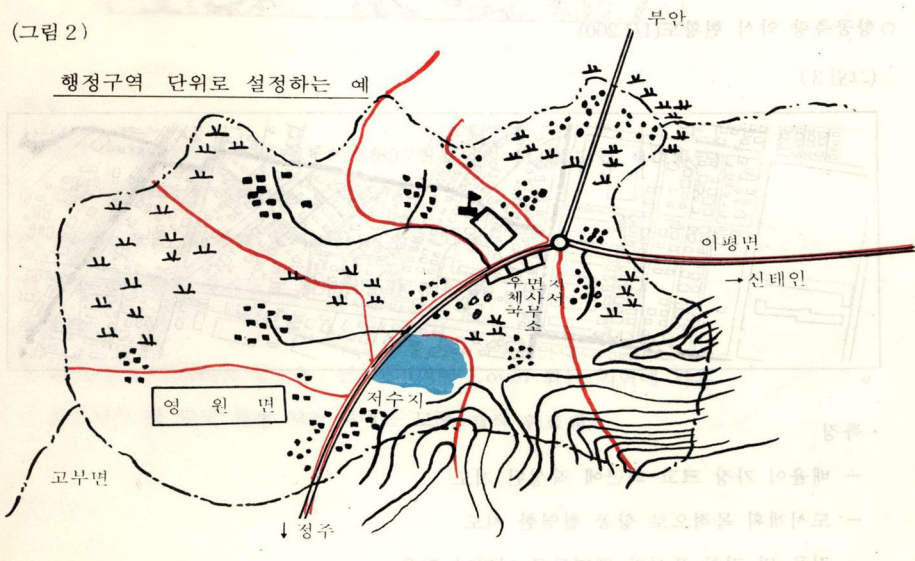 (그림 2)
부안
행정구역 단위로 설정하는 예
이평면
→신태인
우체국
면사무소
지서
영 원 면
저수지
고부면
↓정주